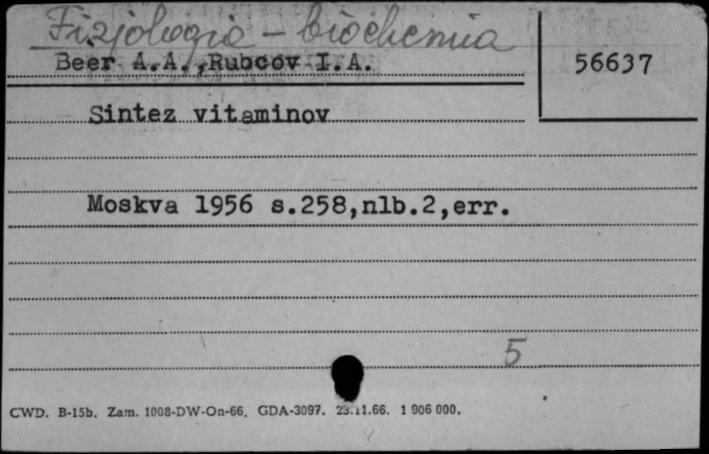 Fizjologia - biochemia
Beer A.A.,Rubcov I.A.
56637
Sintez vitaminov
Moskva 1956 s.258,nlb.2,err.
5
CWD. B-15b. Zam. 1008-DW-On-66. GDA-3097. 23.11.66. 1 906 000.